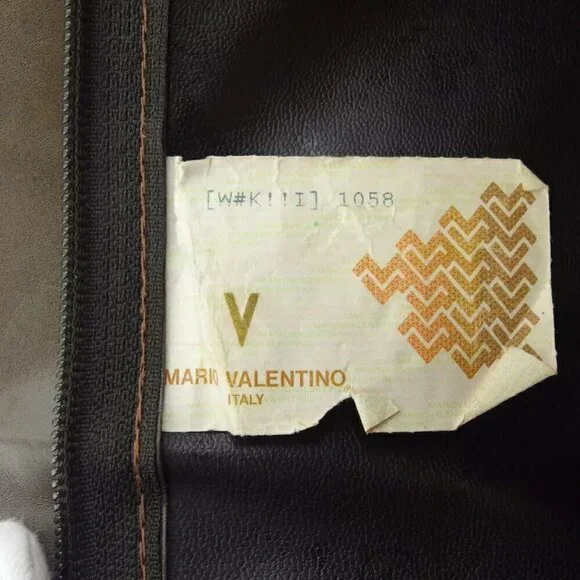 [W#K!!I] 1058
V
MARIO VALENTINO
ITALY